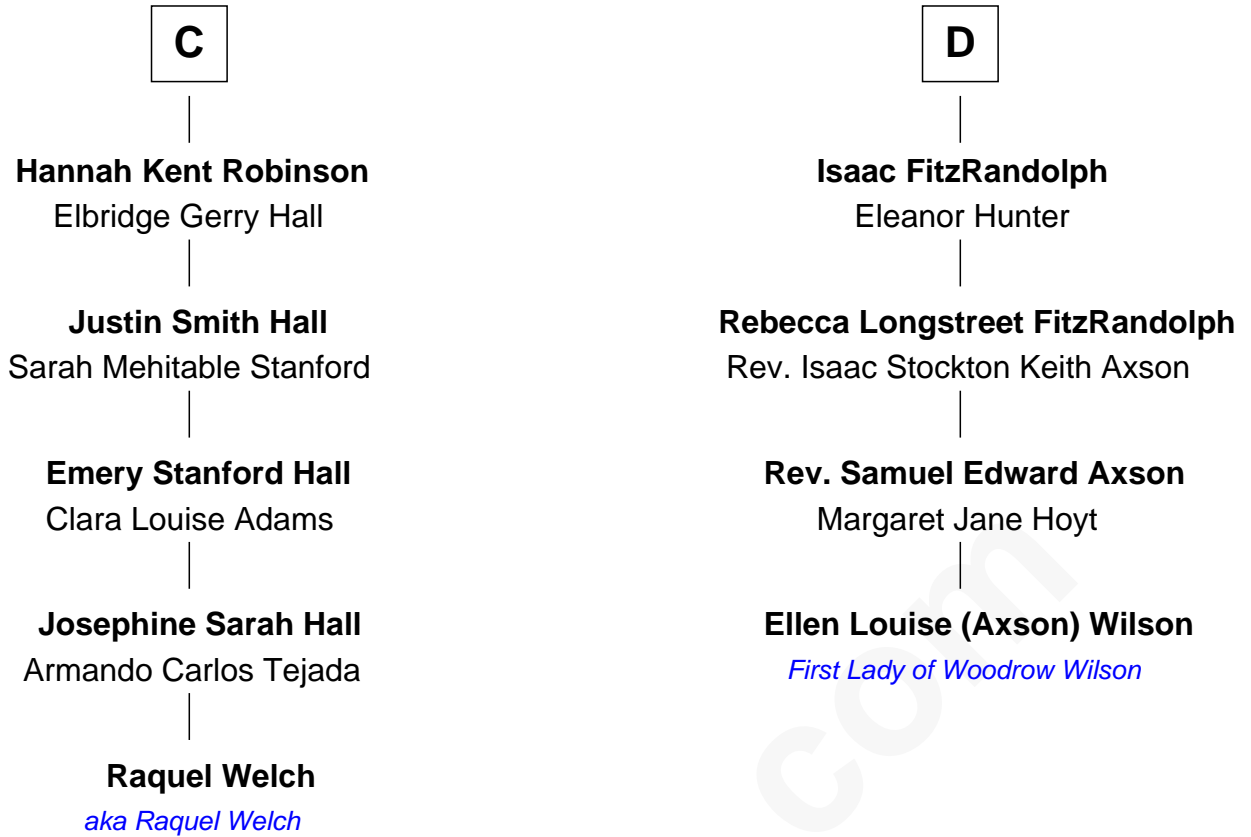 C
Hannah Kent Robinson
Elbridge Gerry Hall
Justin Smith Hall
Sarah Mehitable Stanford
Emery Stanford Hall
Clara Louise Adams
Josephine Sarah Hall
Armando Carlos Tejada
Raquel Welch
aka Raquel Welch
D
Isaac FitzRandolph
Eleanor Hunter
Rebecca Longstreet FitzRandolph
Rev. Isaac Stockton Keith Axson
Rev. Samuel Edward Axson
Margaret Jane Hoyt
Ellen Louise (Axson) Wilson
First Lady of Woodrow Wilson
com